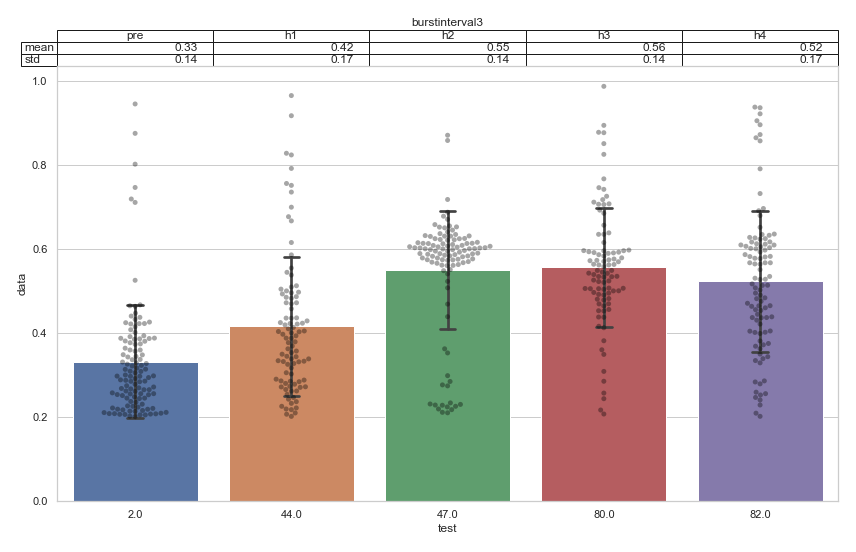 burstinterval3
pre h1 h2 h3 h4
mean 0.33 0.42 0.55 0.56 0.52
std 0.14 0.17 0.14 0.14 0.17
1.0
0.8
0.6
0.4
0.2
0.0
data
2.0 44.0 47.0 80.0 82.0
test